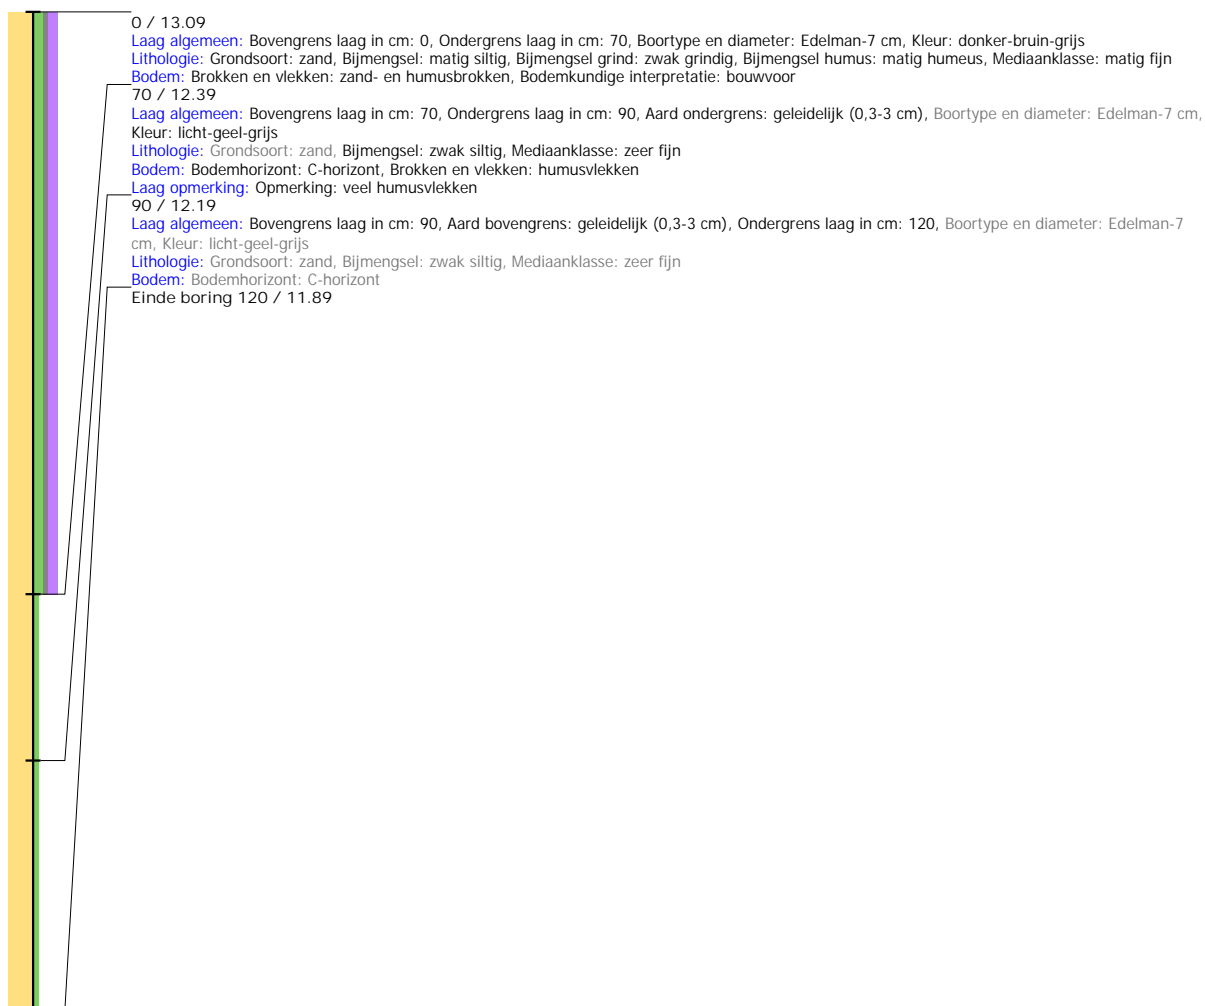 0 / 13.09
Laag algemeen: Bovengrens laag in cm: 0, Ondergrens laag in cm: 70, Boortype en diameter: Edelman-7 cm, Kleur: donker-bruin-grijs
Lithologie: Grondsoort: zand, Bijmengsel: matig siltig, Bijmengsel grind: zwak grindig, Bijmengsel humus: matig humeus, Mediaanklasse: matig fijn
Bodem: Brokken en vlekken: zand- en humusbrokken, Bodemkundige interpretatie: bouwvoor
70 / 12.39
Laag algemeen: Bovengrens laag in cm: 70, Ondergrens laag in cm: 90, Aard ondergrens: geleidelijk (0,3-3 cm), Boortype en diameter: Edelman-7 cm,
Kleur: licht-geel-grijs
Lithologie: Grondsoort: zand, Bijmengsel: zwak siltig, Mediaanklasse: zeer fijn
Bodem: Bodemhorizont: C-horizont, Brokken en vlekken: humusvlekken
Laag opmerking: Opmerking: veel humusvlekken
90 / 12.19
Laag algemeen: Bovengrens laag in cm: 90, Aard bovengrens: geleidelijk (0,3-3 cm), Ondergrens laag in cm: 120, Boortype en diameter: Edelman-7
cm, Kleur: licht-geel-grijs
Lithologie: Grondsoort: zand, Bijmengsel: zwak siltig, Mediaanklasse: zeer fijn
Bodem: Bodemhorizont: C-horizont
Einde boring 120 / 11.89